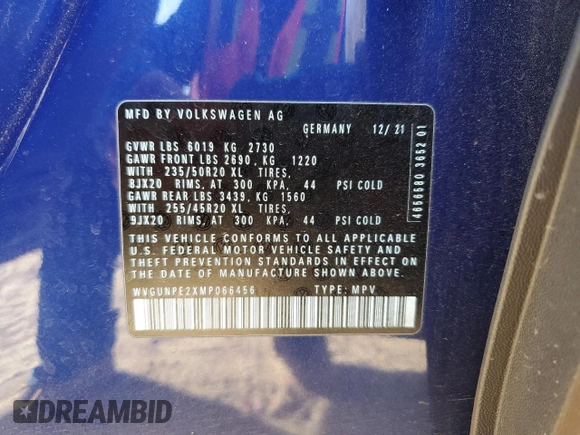 MFD BY VOLKSWAGEN AG
GERMANY 12/21
GVWR LBS 6019 KG 2730
GAWR FRONT LBS 2690, KG 1220
WITH 235/50R20 XL TIRES,
8JX20 RIMS, AT 300 KPA, 44 PSI COLD
GAWR REAR LBS 3439, KG 1560
WITH 255/45R20 XL TIRES,
9JX20 RIMS, AT 300 KPA, 44 PSI COLD
THIS VEHICLE CONFORMS TO ALL APPLICABLE
U.S. FEDERAL MOTOR VEHICLE SAFETY AND
THEFT PREVENTION STANDARDS IN EFFECT ON
THE DATE OF MANUFACTURE SHOWN ABOVE.
WVGUNPE2XMP066456 TYPE: MPV
4656580 3652 01
DREAMBID